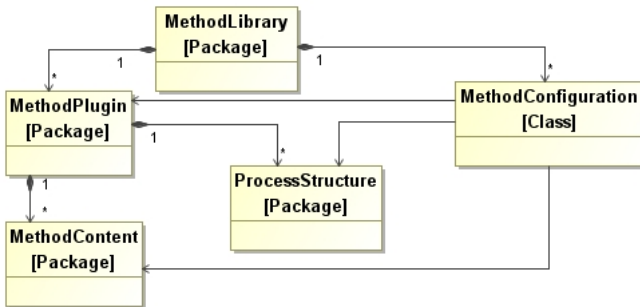 MethodLibrary
[Package]
1
1
*
*
MethodPlugin
[Package]
MethodConfiguration
[Class]
1
1
*
ProcessStructure
[Package]
*
MethodContent
[Package]